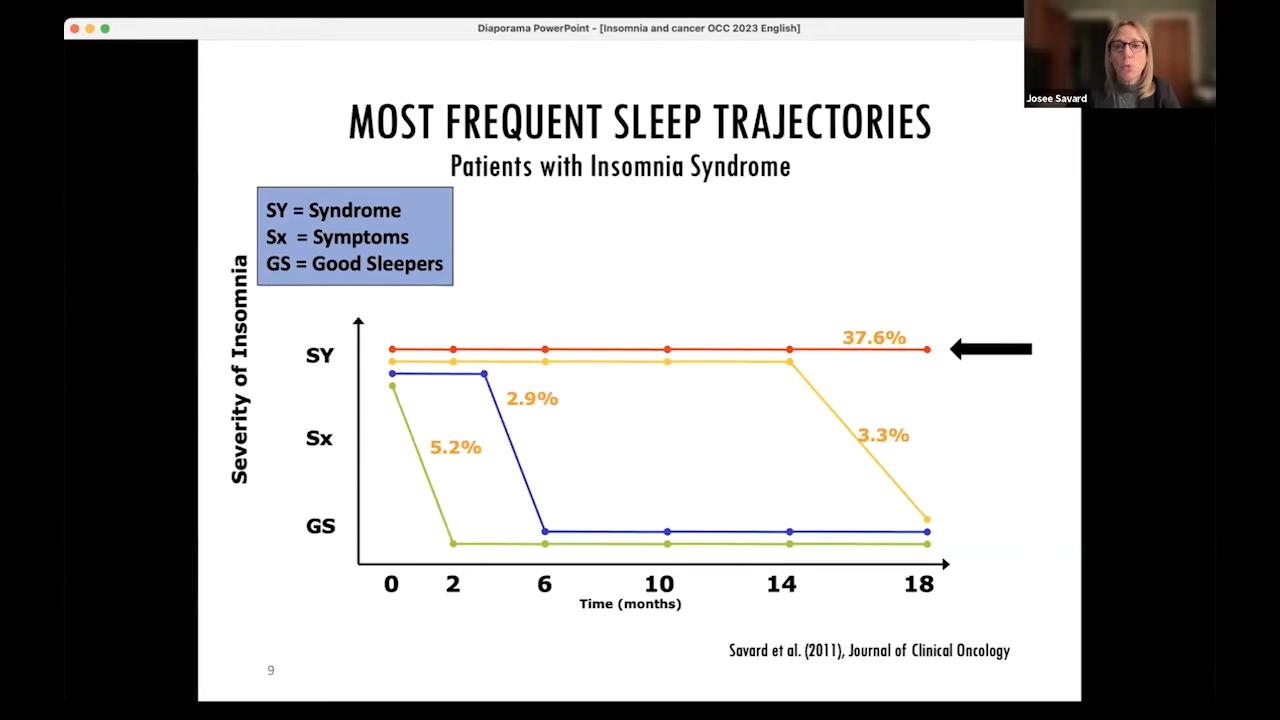 Diaporama PowerPoint - [Insomnia and cancer OCC 2023 English]
Josee Savard
MOST FREQUENT SLEEP TRAJECTORIES
Patients with Insomnia Syndrome
SY = Syndrome
Sx = Symptoms
GS = Good Sleepers
Severity of Insomnia
SY
37.6%
2.9%
Sx
5.2%
3.3%
GS
0 2 6 10 14 18
Time (months)
Savard et al. (2011), Journal of Clinical Oncology
9